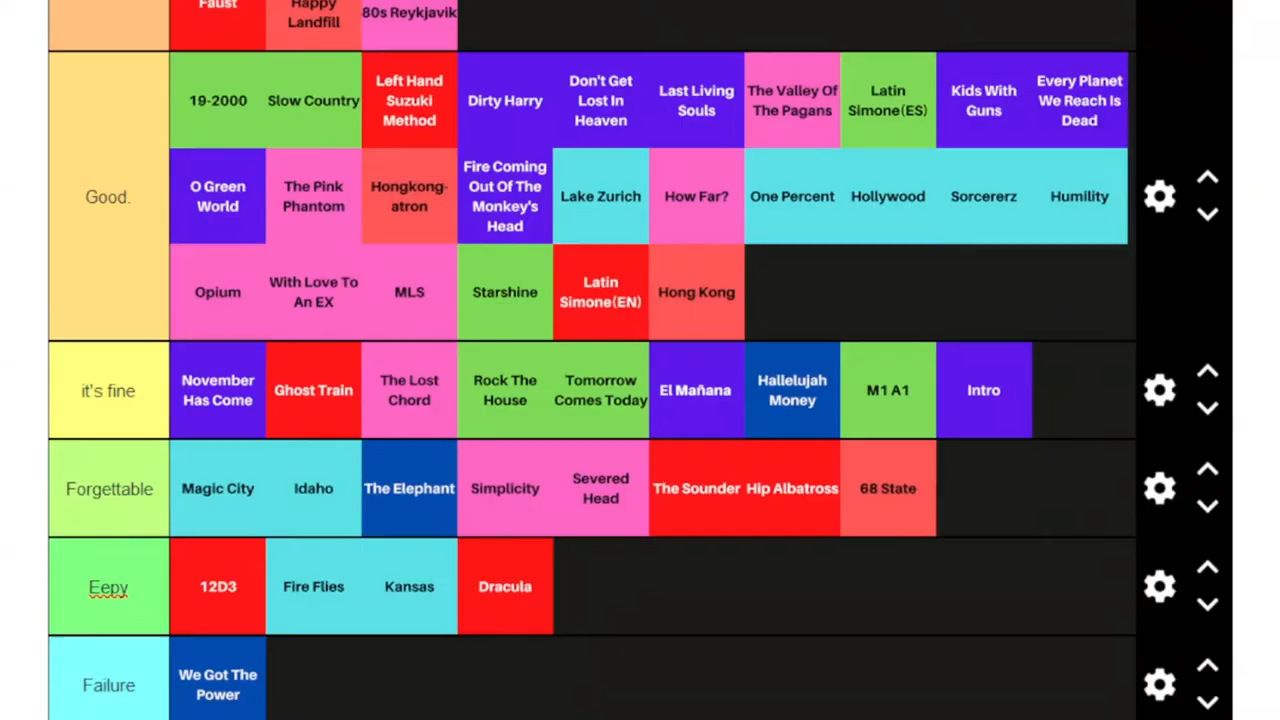 Faust
Happy
Landfill
80s Reykjavik
Good.
19-2000
Slow Country
Left Hand
Suzuki
Method
Dirty Harry
Don't Get
Lost In
Heaven
Last Living
Souls
The Valley Of
The Pagans
Latin
Simone(ES)
Kids With
Guns
Every Planet
We Reach Is
Dead
O Green
World
The Pink
Phantom
Hongkong-
atron
Fire Coming
Out Of The
Monkey's
Head
Lake Zurich
How Far?
One Percent
Hollywood
Sorcererz
Humility
Opium
With Love To
An EX
MLS
Starshine
Latin
Simone(EN)
Hong Kong
it's fine
November
Has Come
Ghost Train
The Lost
Chord
Rock The
House
Tomorrow
Comes Today
El Mañana
Hallelujah
Money
M1 A1
Intro
Forgettable
Magic City
Idaho
The Elephant
Simplicity
Severed
Head
The Sounder
Hip Albatross
68 State
Eepy
12D3
Fire Flies
Kansas
Dracula
Failure
We Got The
Power